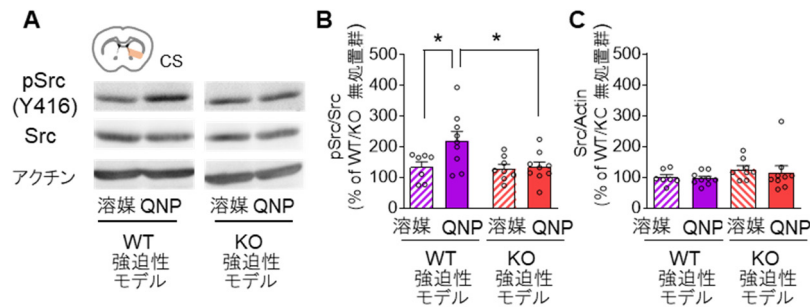 A
CS
pSrc
(Y416)
Src
アクチン
溶媒 QNP 溶媒 QNP
WT
強迫性
モデル
KO
強迫性
モデル
B
pSrc/Src
(% of WT/KO 無処置群)
500
400
300
200
100
0
*
*
溶媒 QNP 溶媒 QNP
WT
強迫性
モデル
KO
強迫性
モデル
C
Src/Actin
(% of WT/KC 無処置群)
500
400
300
200
100
0
溶媒 QNP 溶媒 QNP
WT
強迫性
モデル
KO
強迫性
モデル